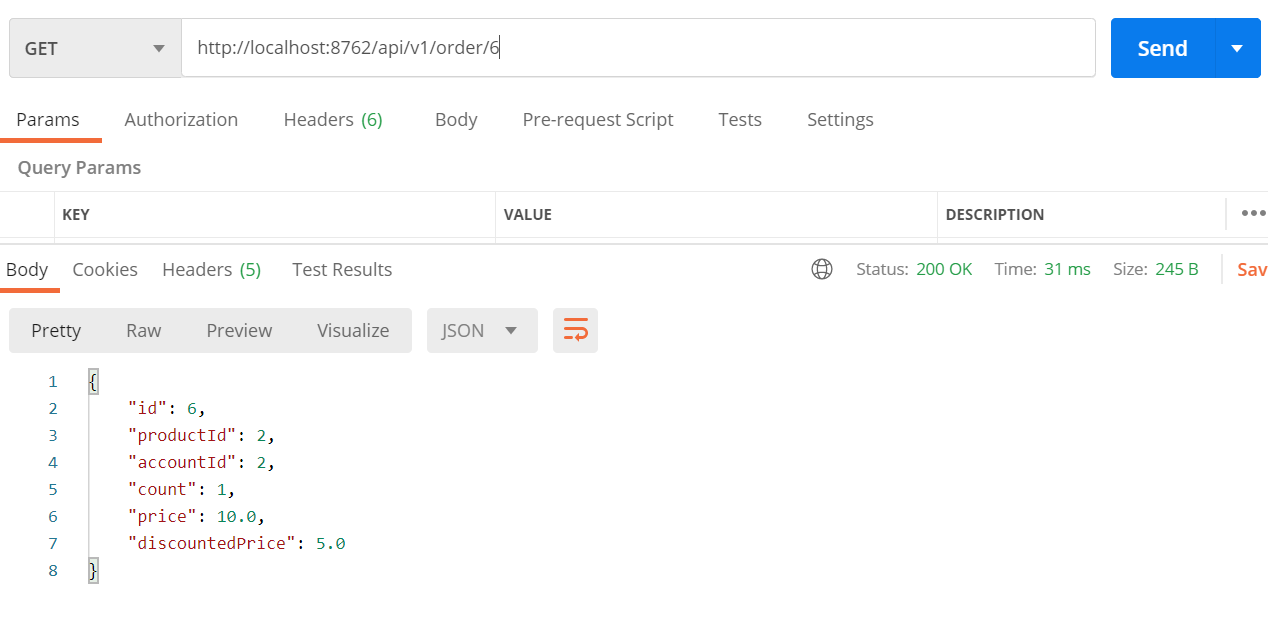 GET http://localhost:8762/api/v1/order/6 Send
Params Authorization Headers (6) Body Pre-request Script Tests Settings
Query Params
KEY VALUE DESCRIPTION •••
Body Cookies Headers (5) Test Results Status: 200 OK Time: 31 ms Size: 245 B Sav
Pretty Raw Preview Visualize JSON
1 {
2 "id": 6,
3 "productId": 2,
4 "accountId": 2,
5 "count": 1,
6 "price": 10.0,
7 "discountedPrice": 5.0
8 }